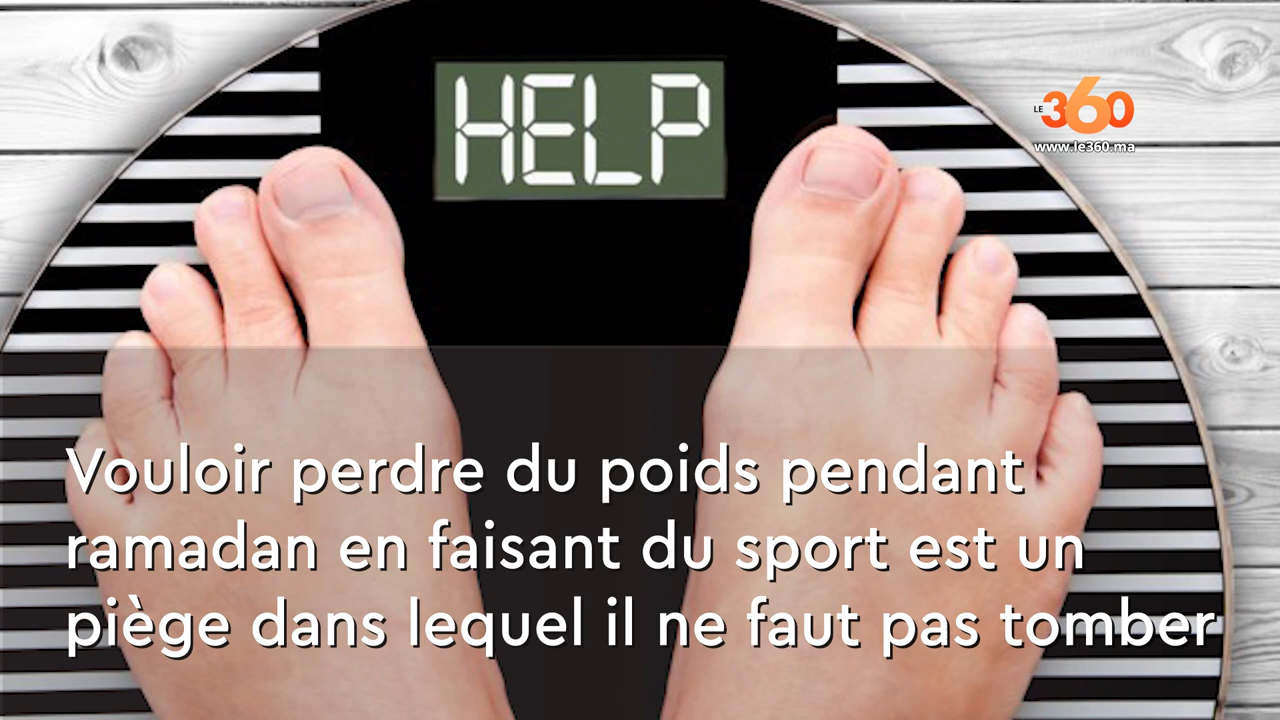 HELP
LE 360
www.le360.ma
Vouloir perdre du poids pendant
ramadan en faisant du sport est un
piège dans lequel il ne faut pas tomber